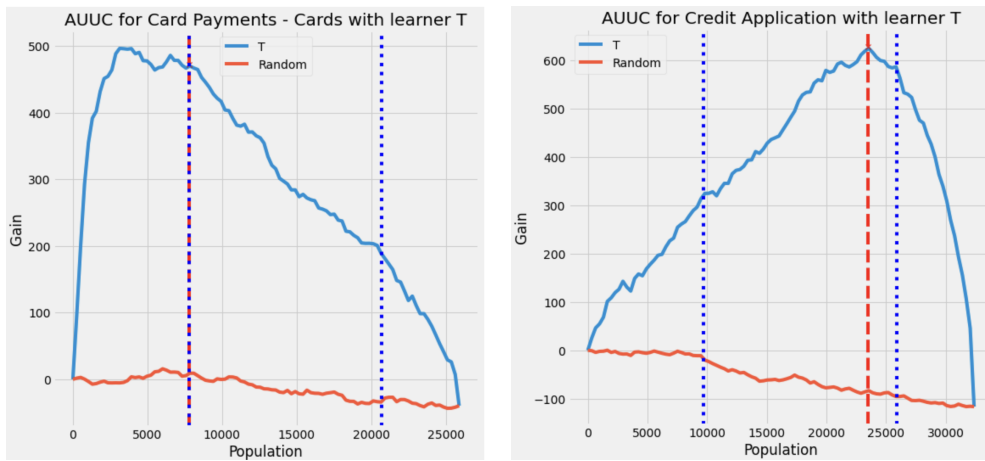 AUUC for Card Payments - Cards with learner T
T
Random
500
400
300
200
100
0
Gain
0
5000
10000
15000
20000
25000
Population
AUUC for Credit Application with learner T
T
Random
600
500
400
300
200
100
0
−100
Gain
0
5000
10000
15000
20000
25000
30000
Population